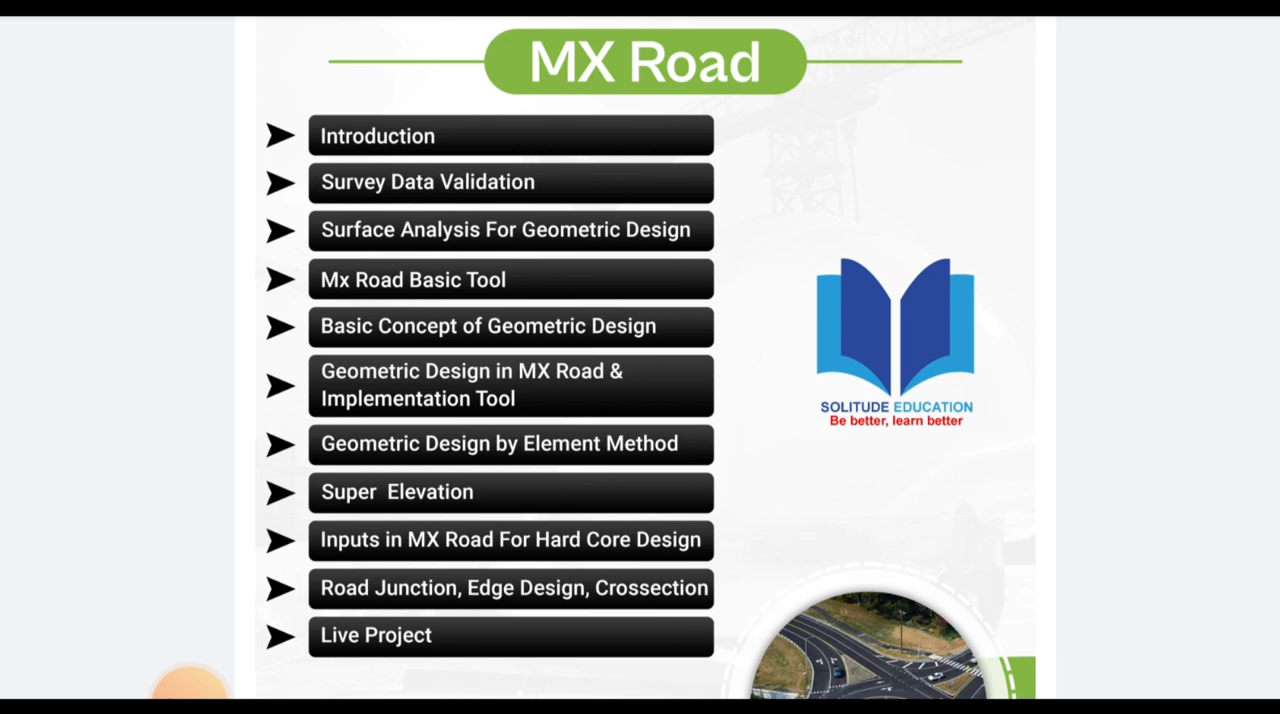 MX Road
Introduction
Survey Data Validation
Surface Analysis For Geometric Design
Mx Road Basic Tool
Basic Concept of Geometric Design
Geometric Design in MX Road &
Implementation Tool
Geometric Design by Element Method
Super Elevation
Inputs in MX Road For Hard Core Design
Road Junction, Edge Design, Crossection
Live Project
SOLITUDE EDUCATION
Be better, learn better